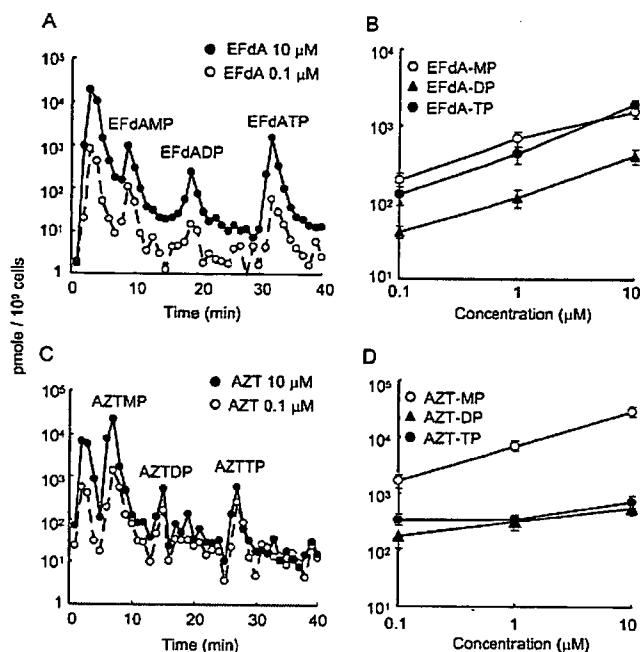 A
EFdA 10 µM
EFdA 0.1 µM
EFdAMP
EFdADP
EFdATP
10⁵
10⁴
10³
10²
10
1
0 10 20 30 40
Time (min)
B
EFdA-MP
EFdA-DP
EFdA-TP
10⁴
10³
10²
10¹
0.1 1 10
Concentration (µM)
pmole / 10⁹ cells
C
AZT 10 µM
AZT 0.1 µM
AZTMP
AZTDP
AZTTP
10⁵
10⁴
10³
10²
10
1
0 10 20 30 40
Time (min)
D
AZT-MP
AZT-DP
AZT-TP
10⁵
10⁴
10³
10²
10¹
0.1 1 10
Concentration (µM)